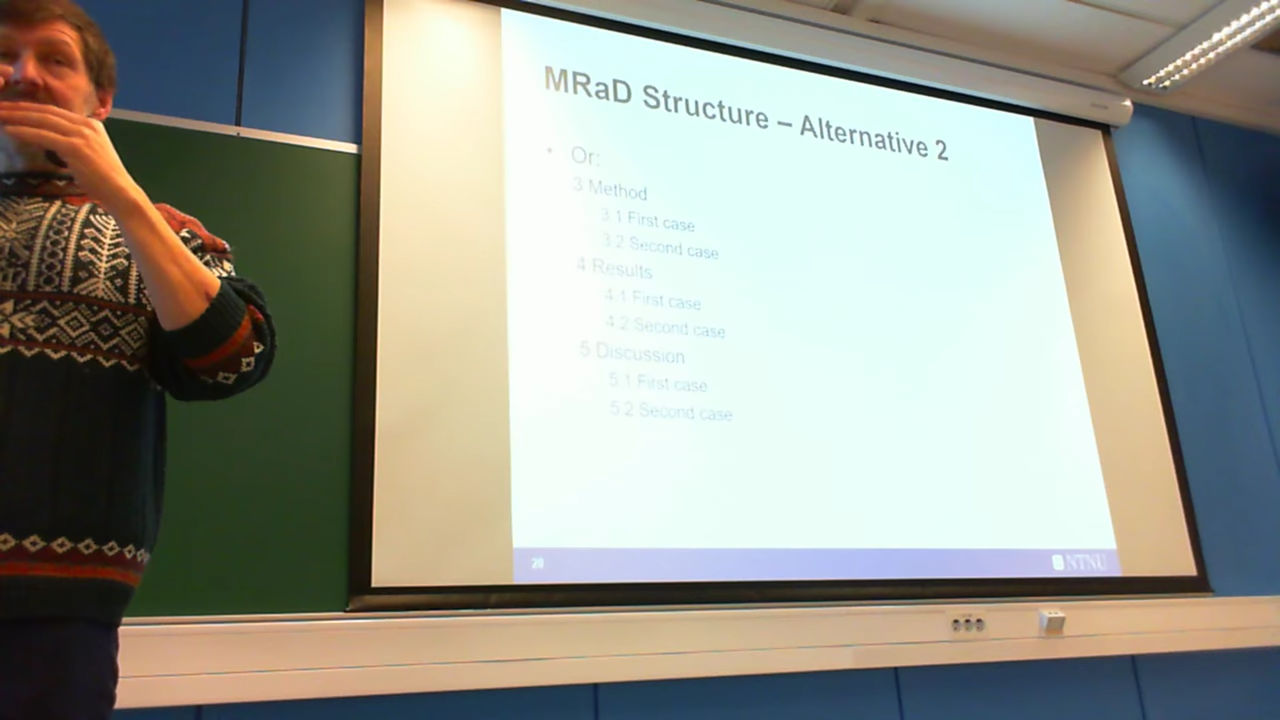 MRaD Structure – Alternative 2
• Or:
3 Method
3.1 First case
3.2 Second case
4 Results
4.1 First case
4.2 Second case
5 Discussion
5.1 First case
5.2 Second case
20
NTNU